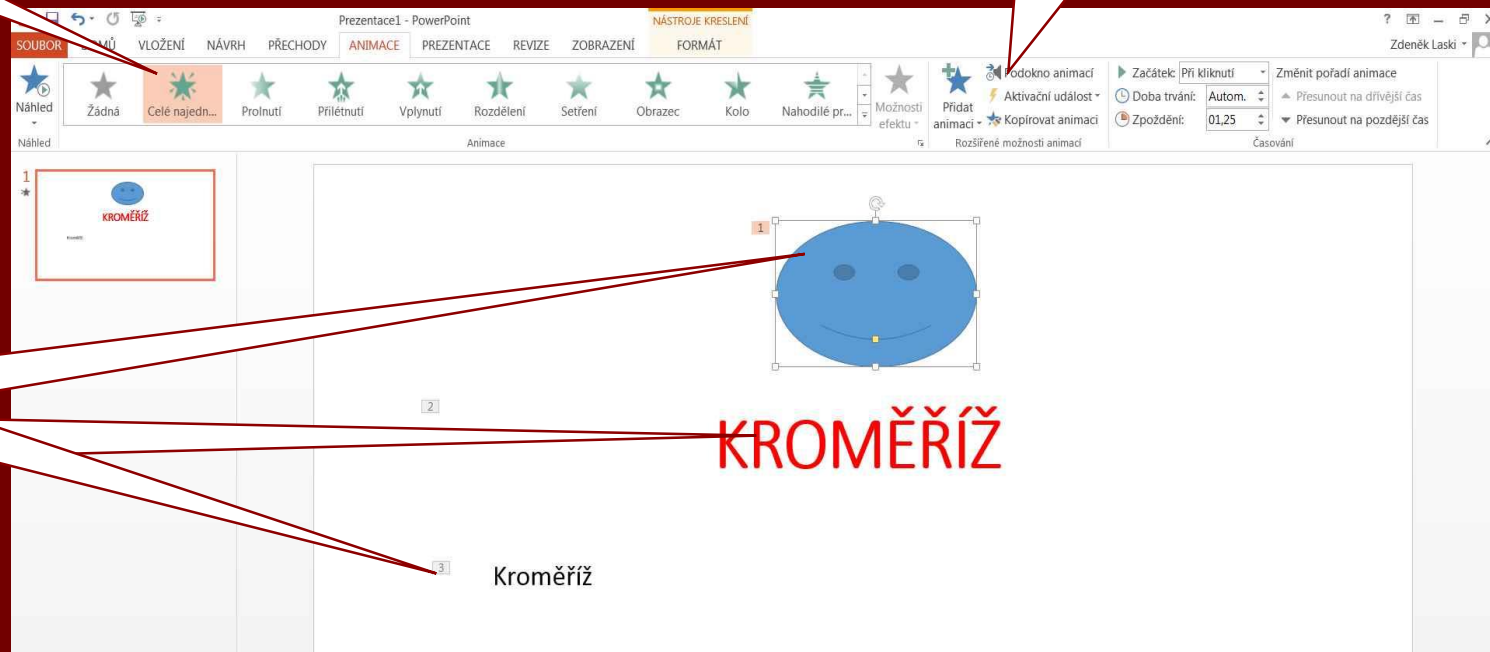 Prezentace1 - PowerPoint
NÁSTROJE KRESLENÍ
?
SOUBOR DOMŮ VLOŽENÍ NÁVRH PŘECHODY ANIMACE PREZENTACE REVIZE ZOBRAZENÍ FORMÁT Zdeněk Laski
Náhled
Žádná
Celé najedn...
Prolnutí
Přilétnutí
Vplynutí
Rozdělení
Setření
Obrazec
Kolo
Nahodilé pr...
Možnosti
efektu
Přidat
animaci
Podokno animací
Aktivační událost
Kopírovat animaci
Začátek: Při kliknutí
Doba trvání: Autom.
Zpoždění: 01,25
Změnit pořadí animace
Přesunout na dřívější čas
Přesunout na pozdější čas
Náhled
Animace
Rozšířené možnosti animací
Časování
1
KROMĚŘÍŽ
Kroměříž
1
2
KROMĚŘÍŽ
3
Kroměříž